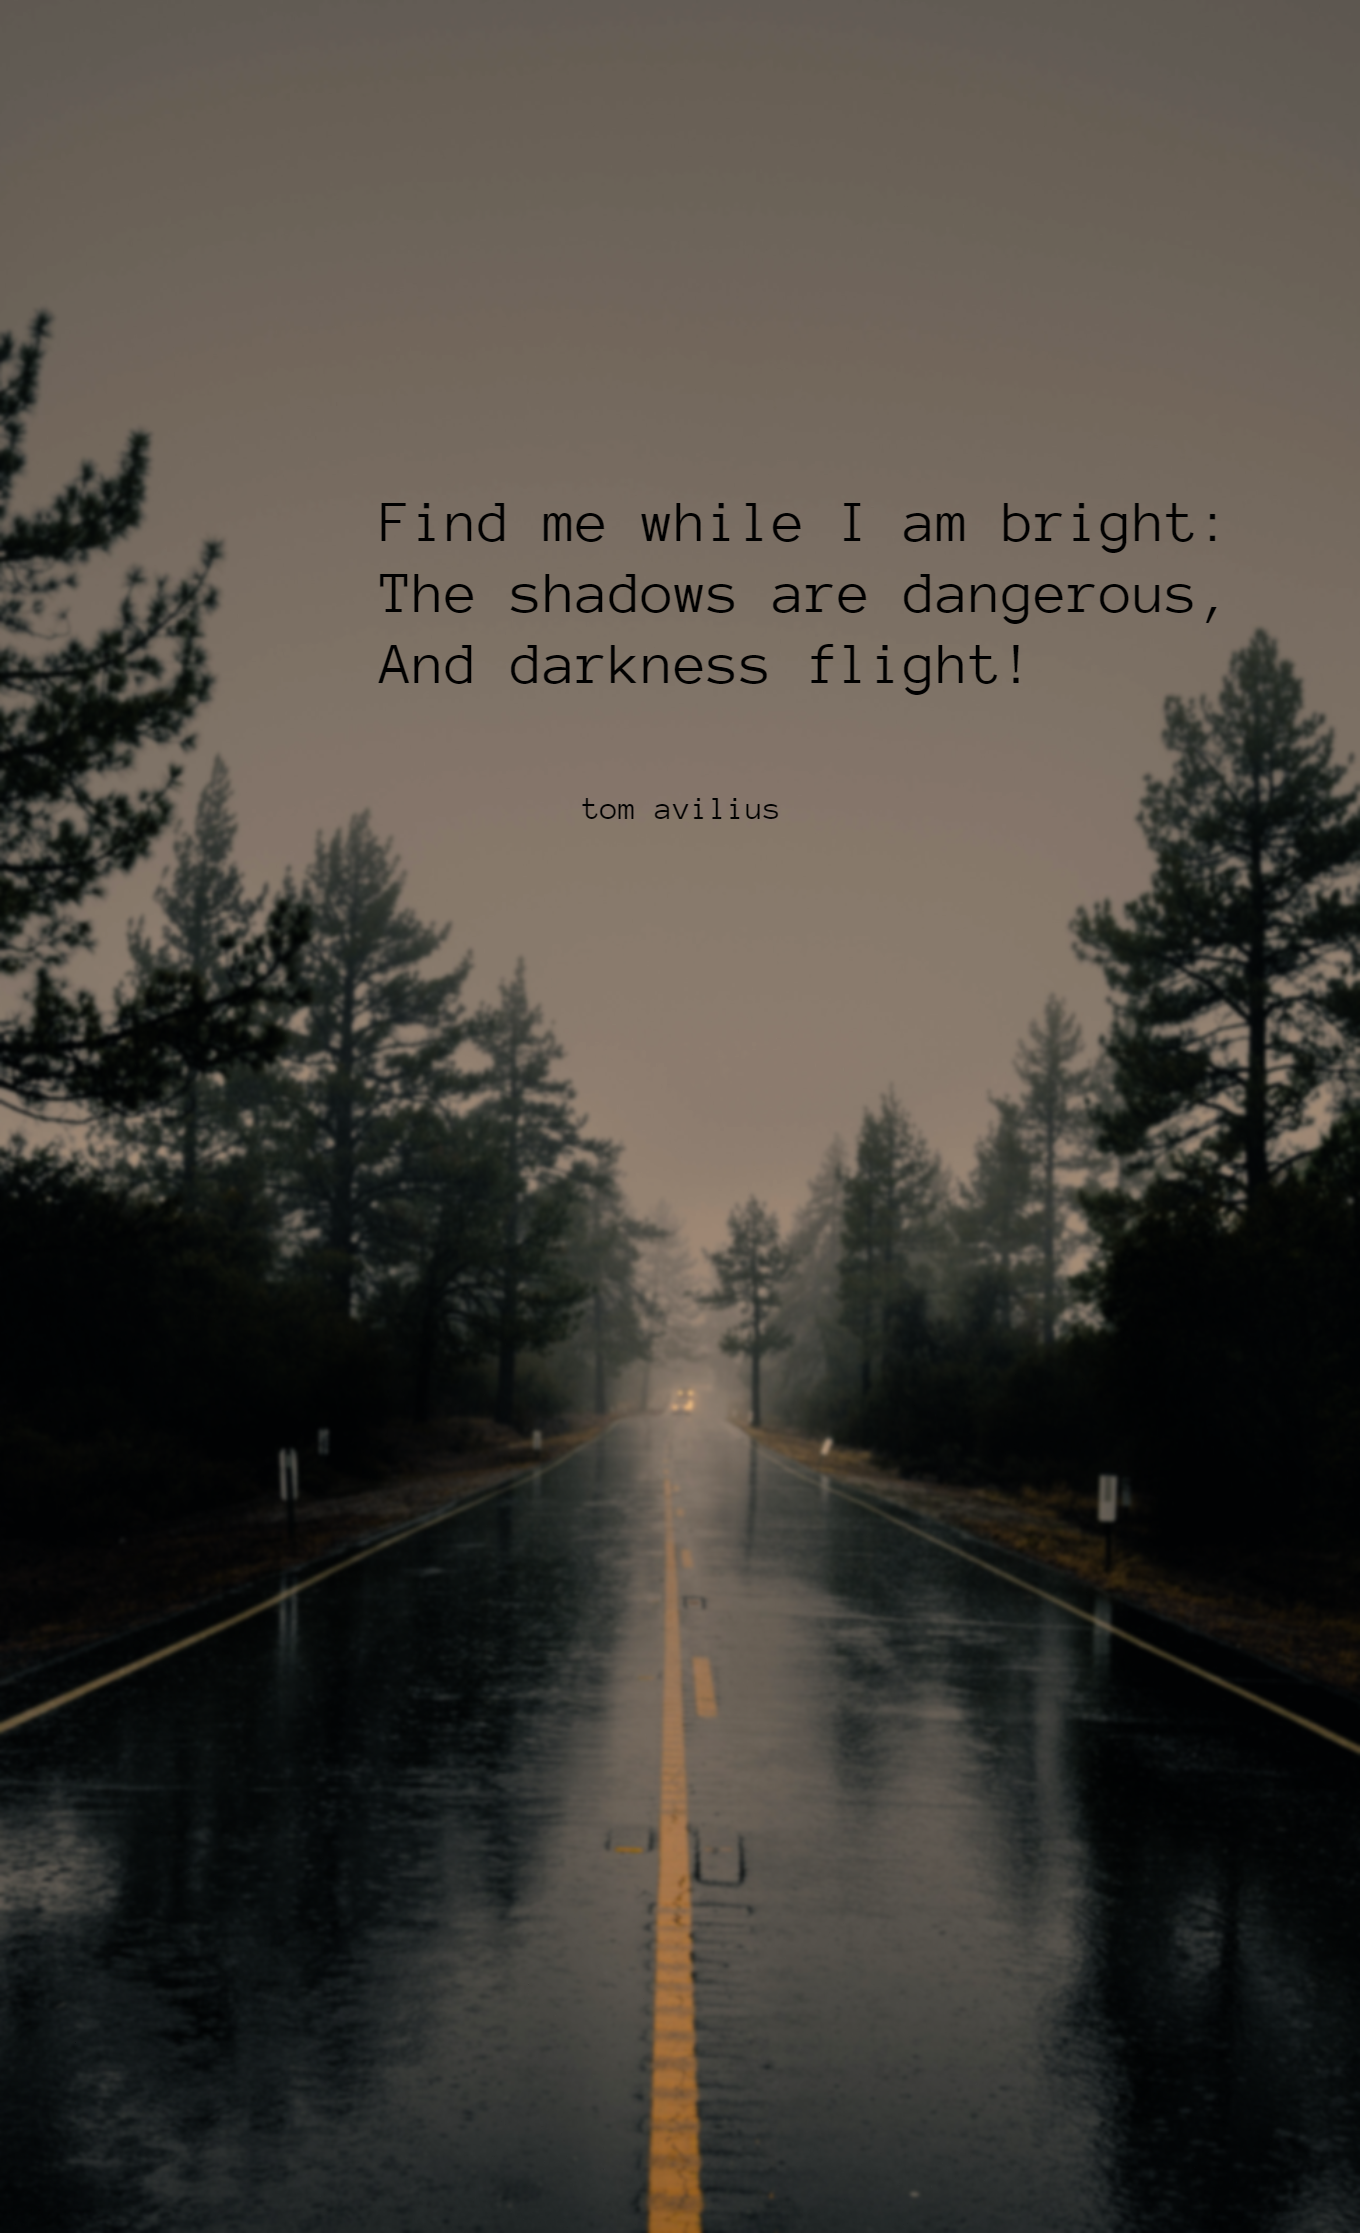 Find me while I am bright:
The shadows are dangerous,
And darkness flight!
tom avilius